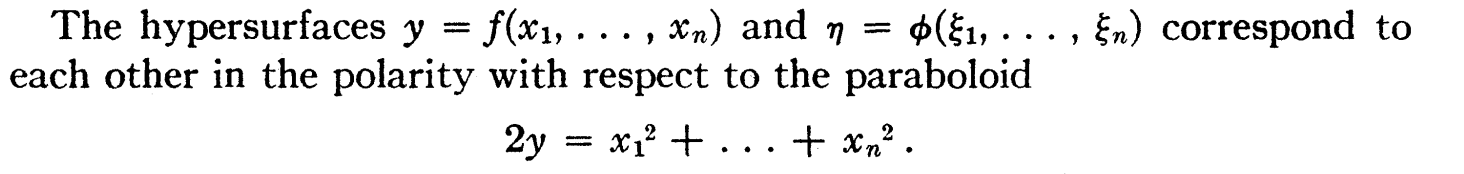 The hypersurfaces y = f(x₁, . . . , xₙ) and η = ϕ(ξ₁, . . . , ξₙ) correspond to
each other in the polarity with respect to the paraboloid
2y = x₁² + . . . + xₙ² .